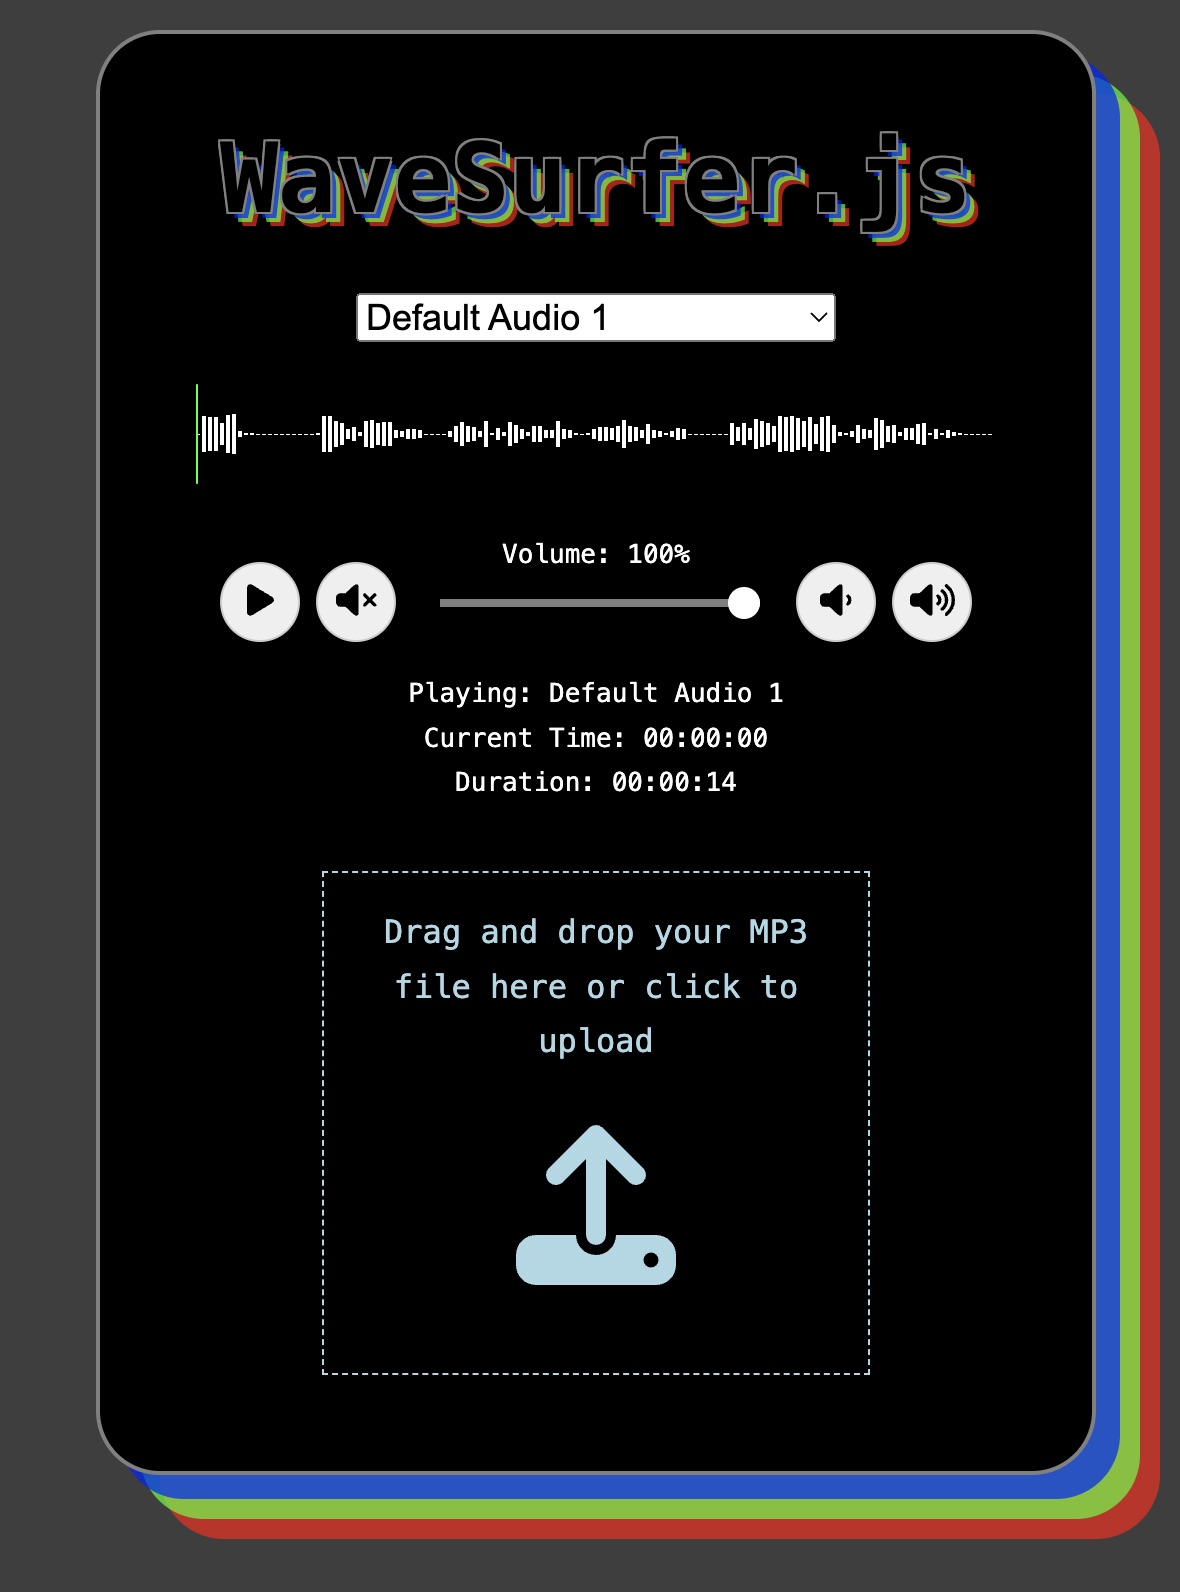 WaveSurfer.js
Default Audio 1
Volume: 100%
Playing: Default Audio 1
Current Time: 00:00:00
Duration: 00:00:14
Drag and drop your MP3
file here or click to
upload